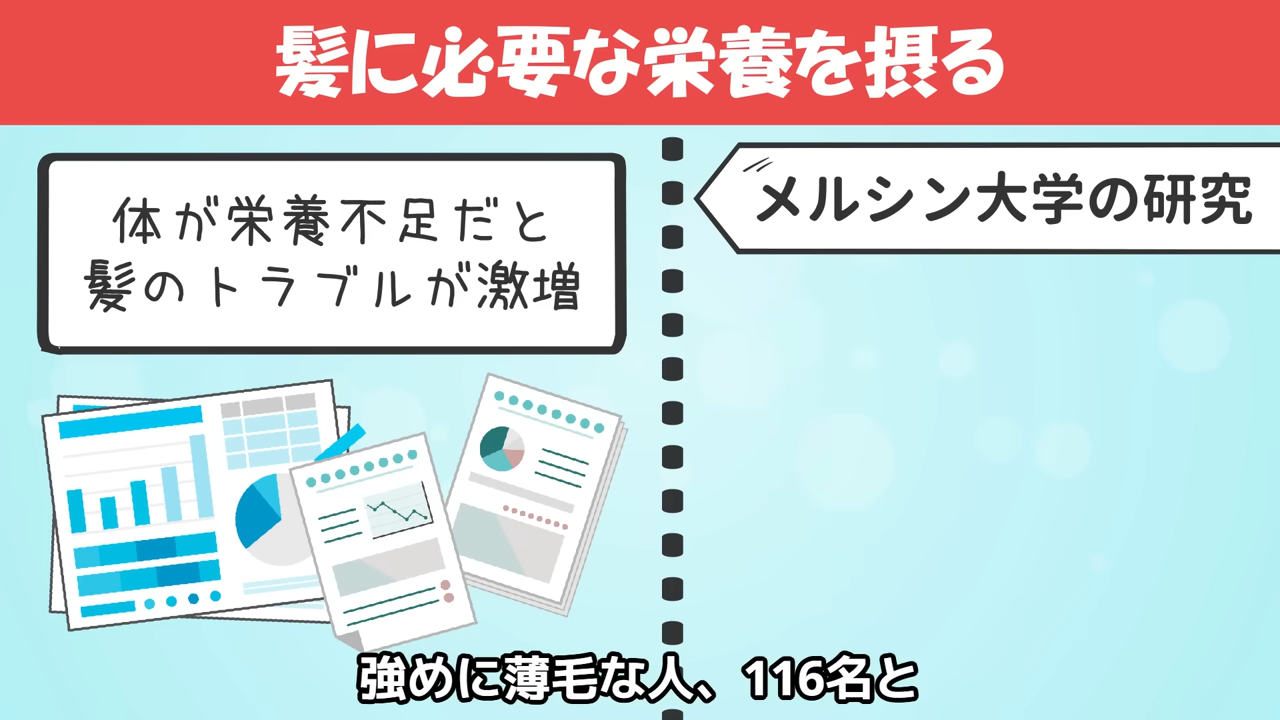 髪に必要な栄養を摂る
体が栄養不足だと
髪のトラブルが激増
メルシン大学の研究
強めに薄毛な人、116名と